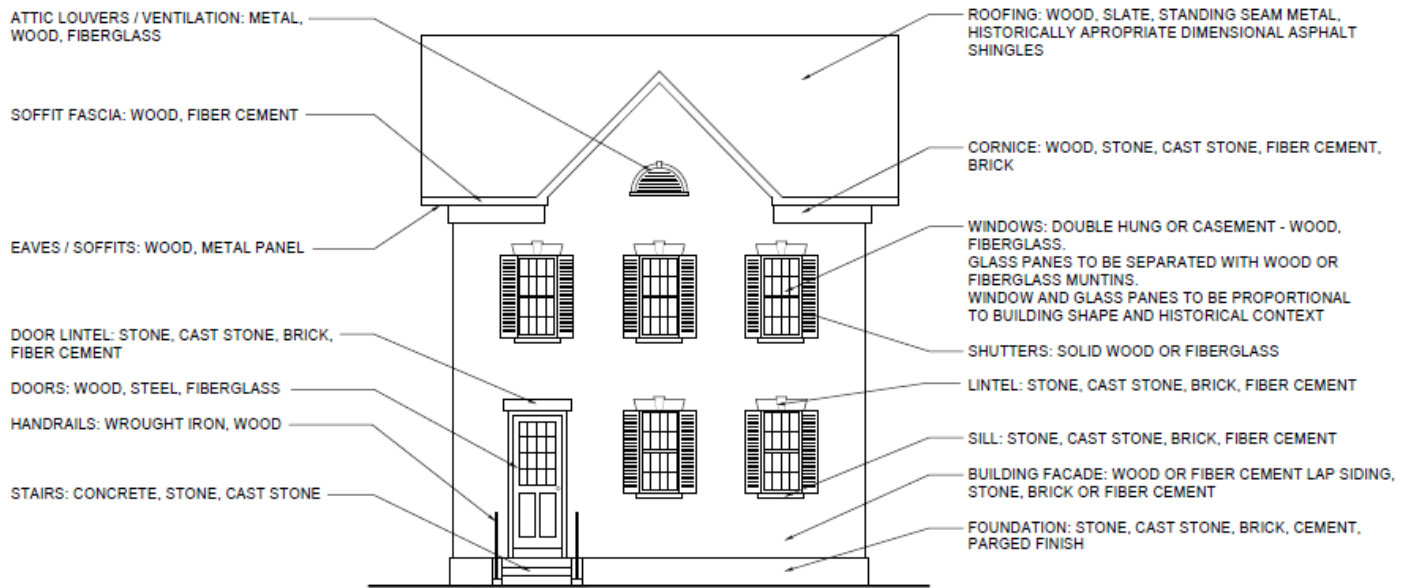 ATTIC LOUVERS / VENTILATION: METAL,
WOOD, FIBERGLASS
SOFFIT FASCIA: WOOD, FIBER CEMENT
EAVES / SOFFITS: WOOD, METAL PANEL
DOOR LINTEL: STONE, CAST STONE, BRICK,
FIBER CEMENT
DOORS: WOOD, STEEL, FIBERGLASS
HANDRAILS: WROUGHT IRON, WOOD
STAIRS: CONCRETE, STONE, CAST STONE
ROOFING: WOOD, SLATE, STANDING SEAM METAL,
HISTORICALLY APROPRIATE DIMENSIONAL ASPHALT
SHINGLES
CORNICE: WOOD, STONE, CAST STONE, FIBER CEMENT,
BRICK
WINDOWS: DOUBLE HUNG OR CASEMENT - WOOD,
FIBERGLASS.
GLASS PANES TO BE SEPARATED WITH WOOD OR
FIBERGLASS MUNTINS.
WINDOW AND GLASS PANES TO BE PROPORTIONAL
TO BUILDING SHAPE AND HISTORICAL CONTEXT
SHUTTERS: SOLID WOOD OR FIBERGLASS
LINTEL: STONE, CAST STONE, BRICK, FIBER CEMENT
SILL: STONE, CAST STONE, BRICK, FIBER CEMENT
BUILDING FACADE: WOOD OR FIBER CEMENT LAP SIDING,
STONE, BRICK OR FIBER CEMENT
FOUNDATION: STONE, CAST STONE, BRICK, CEMENT,
PARGED FINISH